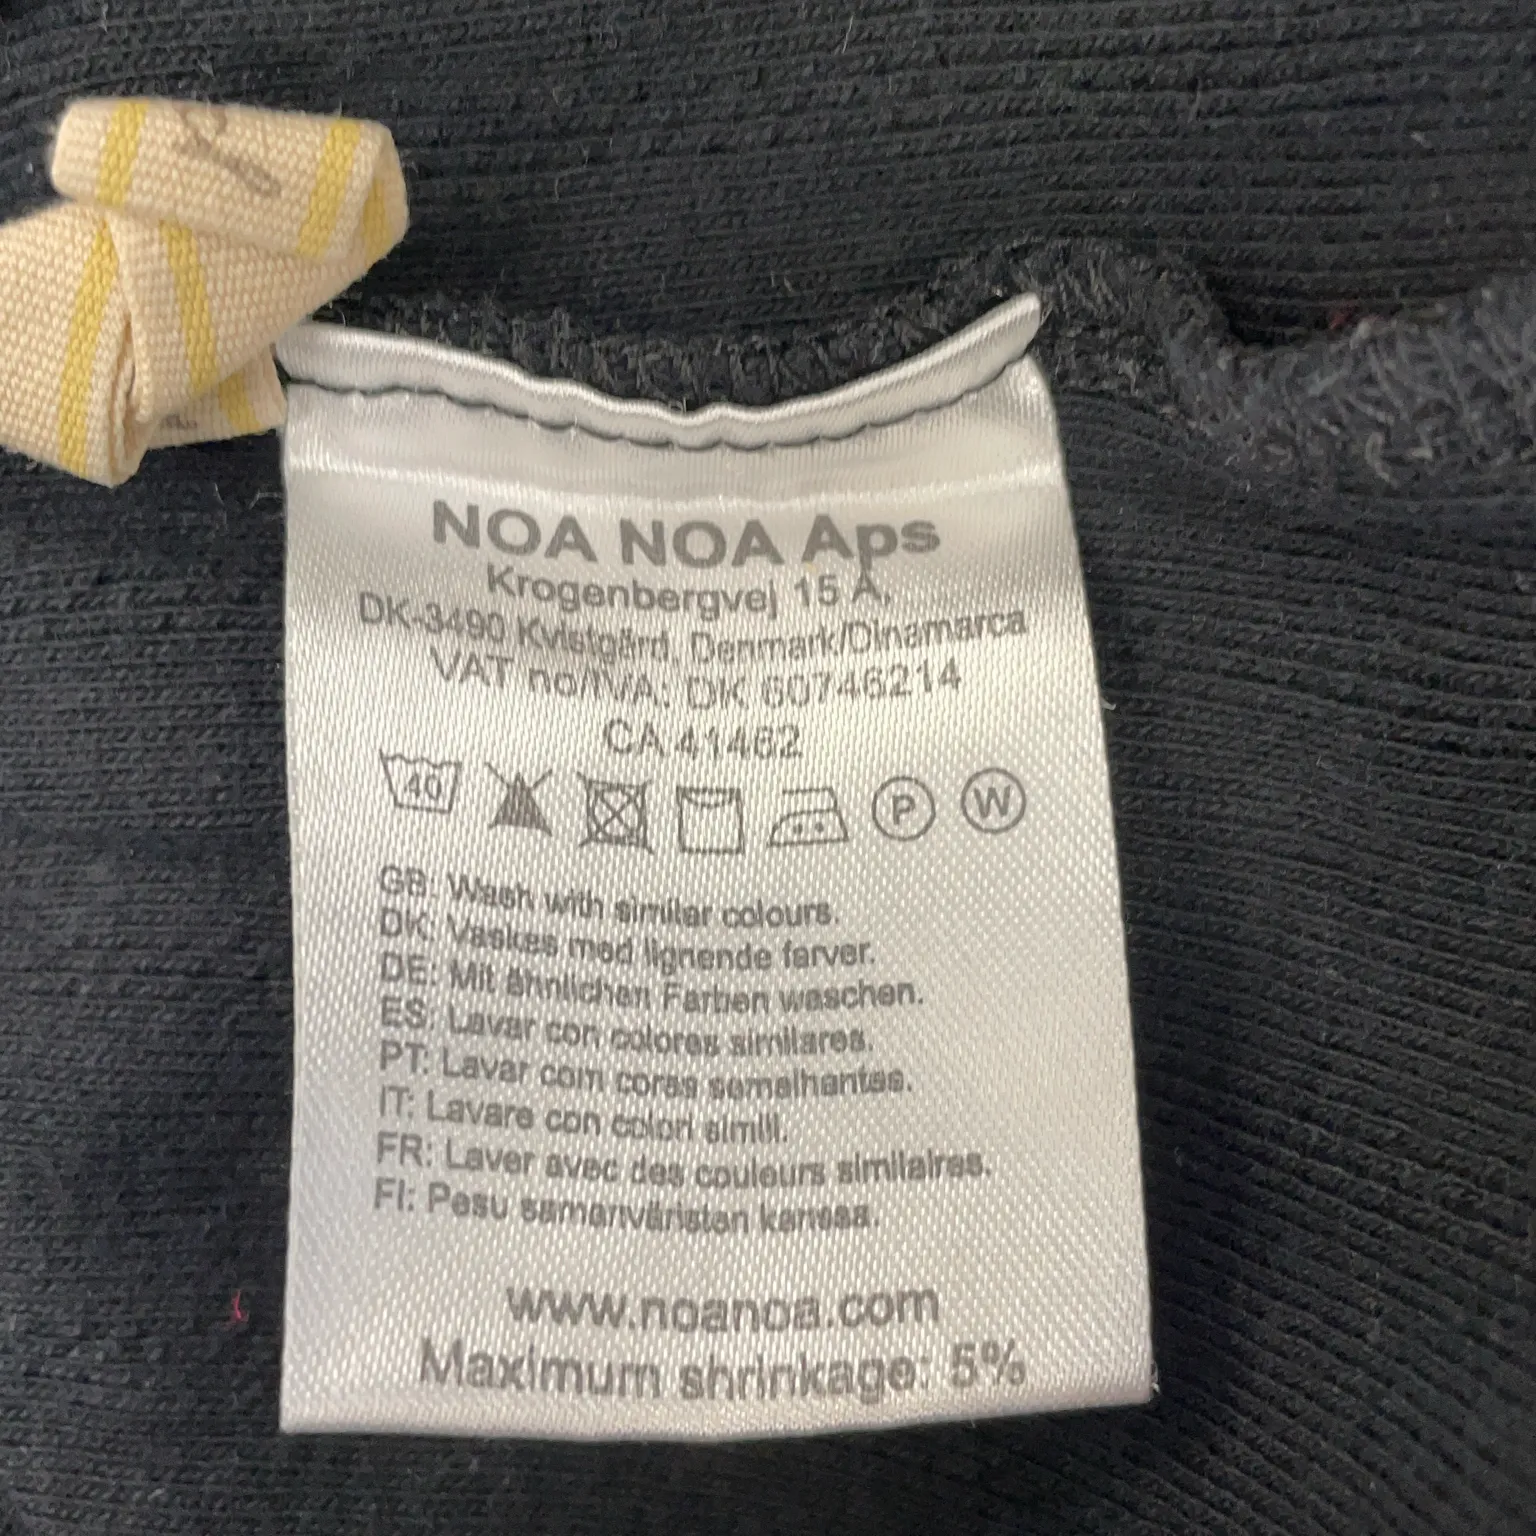 NOA NOA Aps
Krogenbergvej 15 A,
DK-3490 Kvistgård, Denmark/Dinamarca
VAT no/IVA: DK 60746214
CA 41462
40
P
W
GB: Wash with similar colours.
DK: Vaskes med lignende farver.
DE: Mit ähnlichen Farben waschen.
ES: Lavar con colores similares.
PT: Lavar com cores semelhantes.
IT: Lavare con colori simili.
FR: Laver avec des couleurs similaires.
FI: Pesu samanväristen kanssa.
www.noanoa.com
Maximum shrinkage: 5%